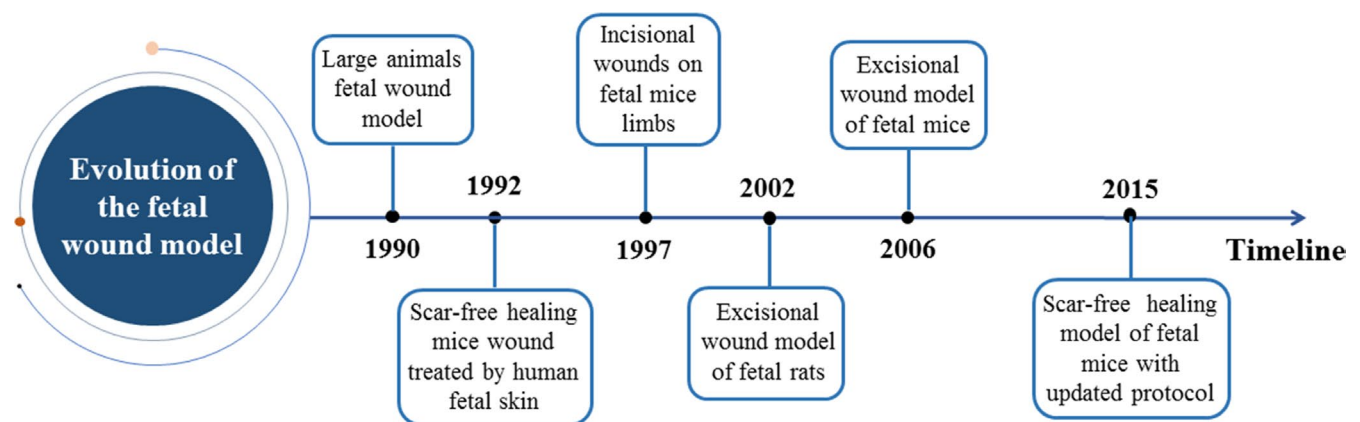 Evolution of
the fetal
wound model
Large animals
fetal wound
model
1990
1992
Scar-free healing
mice wound
treated by human
fetal skin
Incisional
wounds on
fetal mice
limbs
1997
2002
Excisional
wound model
of fetal rats
Excisional
wound model
of fetal mice
2006
2015
Scar-free healing
model of fetal
mice with
updated protocol
Timeline